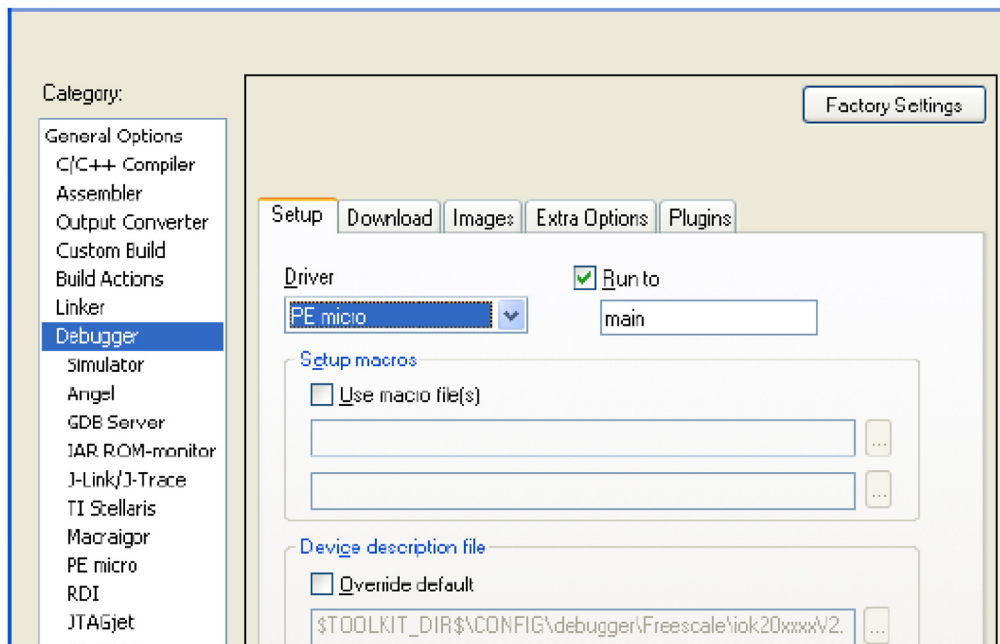 Category:
Factory Settings
General Options
C/C++ Compiler
Assembler
Output Converter
Custom Build
Build Actions
Linker
Debugger
Simulator
Angel
GDB Server
IAR ROM-monitor
J-Link/J-Trace
TI Stellaris
Macraigor
PE micro
RDI
JTAGjet
Setup
Download
Images
Extra Options
Plugins
Driver
Run to
PE micro
main
Setup macros
Use macro file(s)
...
...
Device description file
Override default
$TOOLKIT_DIR$\CONFIG\debugger\Freescale\iok20xxxxV2.
...